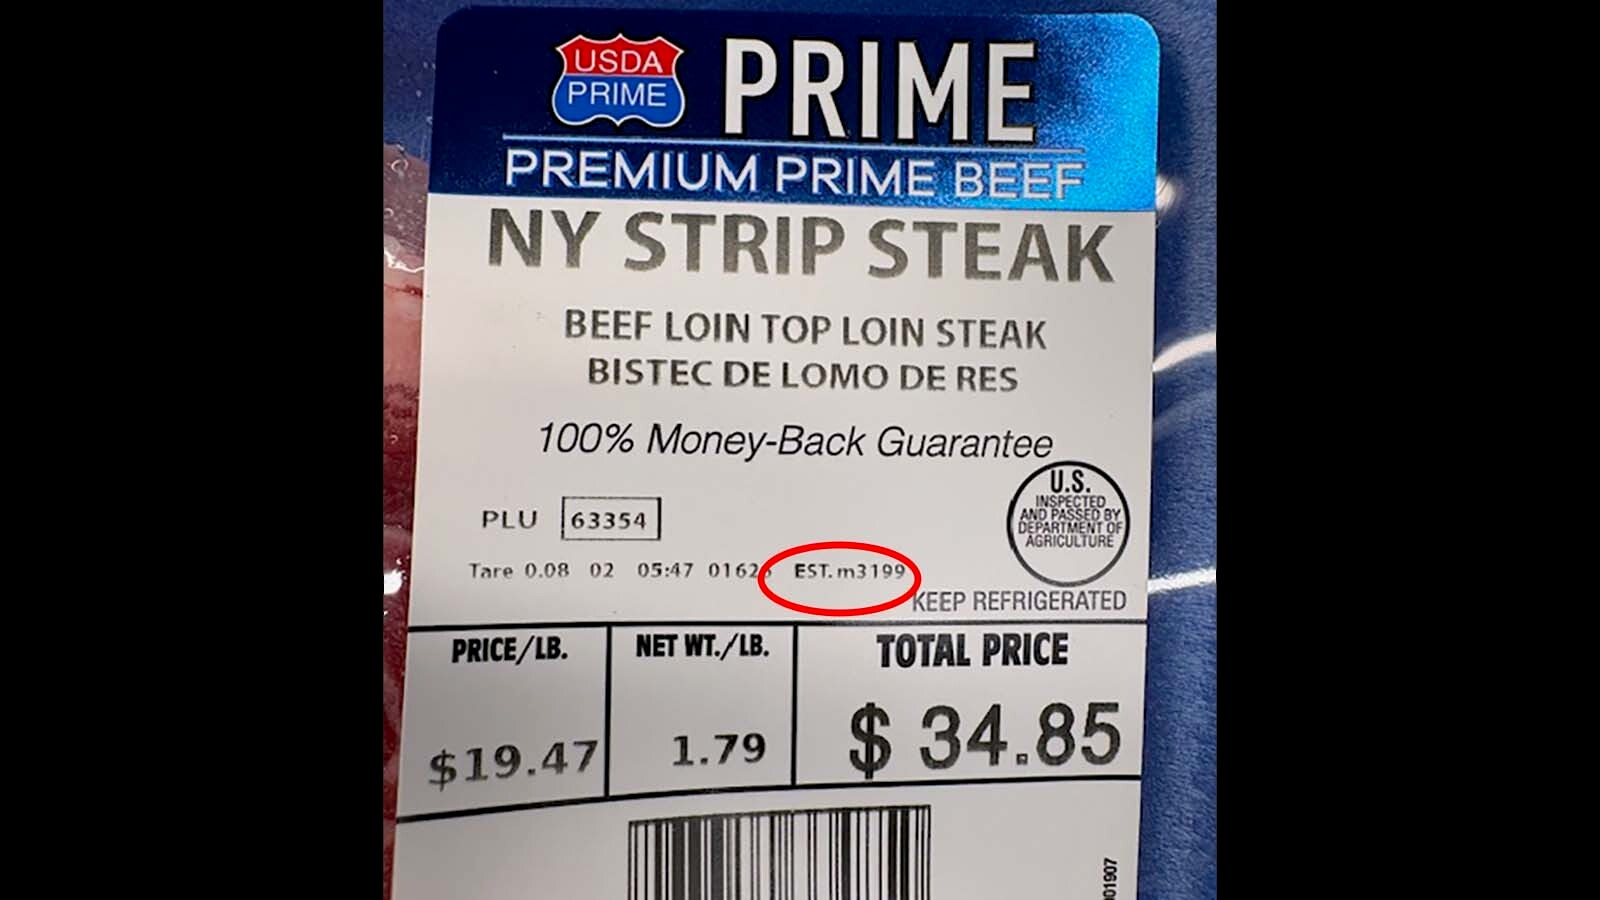 USDA
PRIME
PRIME
PREMIUM PRIME BEEF
NY STRIP STEAK
BEEF LOIN TOP LOIN STEAK
BISTEC DE LOMO DE RES
100% Money-Back Guarantee
U.S.
INSPECTED
AND PASSED BY
DEPARTMENT OF
AGRICULTURE
PLU 63354
Tare 0.08 02 05:47 EST. m3199
KEEP REFRIGERATED
PRICE/LB. NET WT./LB. TOTAL PRICE
$19.47 1.79 $ 34.85